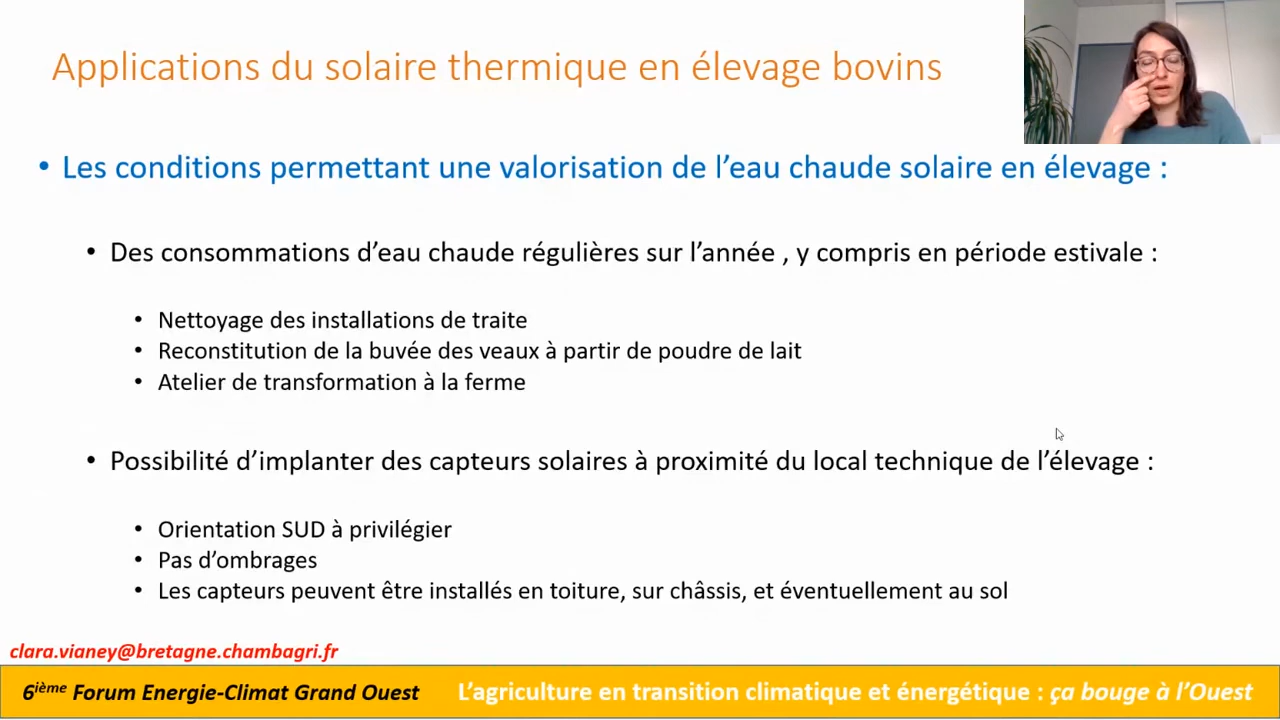 Applications du solaire thermique en élevage bovins
• Les conditions permettant une valorisation de l’eau chaude solaire en élevage :
• Des consommations d’eau chaude régulières sur l’année , y compris en période estivale :
• Nettoyage des installations de traite
• Reconstitution de la buvée des veaux à partir de poudre de lait
• Atelier de transformation à la ferme
• Possibilité d’implanter des capteurs solaires à proximité du local technique de l’élevage :
• Orientation SUD à privilégier
• Pas d’ombrages
• Les capteurs peuvent être installés en toiture, sur châssis, et éventuellement au sol
clara.vianey@bretagne.chambagri.fr
6ième Forum Energie-Climat Grand Ouest L’agriculture en transition climatique et énergétique : ça bouge à l’Ouest